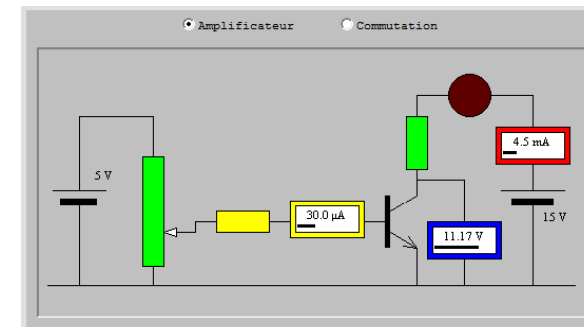 Amplificateur Commutation
4.5 mA
5 V
30.0 µA
15 V
11.17 V